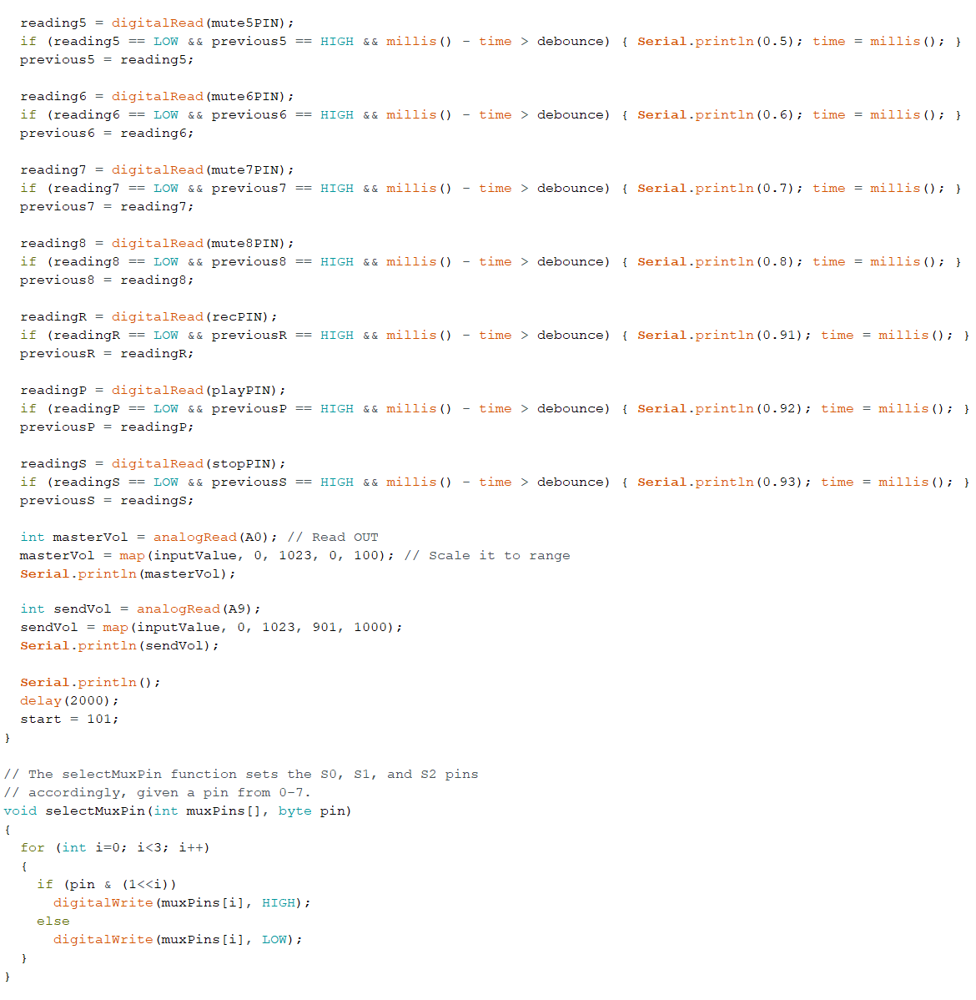 reading5 = digitalRead(mute5PIN);
if (reading5 == LOW && previous5 == HIGH && millis() - time > debounce) { Serial.println(0.5); time = millis(); }
previous5 = reading5;
reading6 = digitalRead(mute6PIN);
if (reading6 == LOW && previous6 == HIGH && millis() - time > debounce) { Serial.println(0.6); time = millis(); }
previous6 = reading6;
reading7 = digitalRead(mute7PIN);
if (reading7 == LOW && previous7 == HIGH && millis() - time > debounce) { Serial.println(0.7); time = millis(); }
previous7 = reading7;
reading8 = digitalRead(mute8PIN);
if (reading8 == LOW && previous8 == HIGH && millis() - time > debounce) { Serial.println(0.8); time = millis(); }
previous8 = reading8;
readingR = digitalRead(recPIN);
if (readingR == LOW && previousR == HIGH && millis() - time > debounce) { Serial.println(0.91); time = millis(); }
previousR = readingR;
readingP = digitalRead(playPIN);
if (readingP == LOW && previousP == HIGH && millis() - time > debounce) { Serial.println(0.92); time = millis(); }
previousP = readingP;
readingS = digitalRead(stopPIN);
if (readingS == LOW && previousS == HIGH && millis() - time > debounce) { Serial.println(0.93); time = millis(); }
previousS = readingS;
int masterVol = analogRead(A0); // Read OUT
masterVol = map(inputValue, 0, 1023, 0, 100); // Scale it to range
Serial.println(masterVol);
int sendVol = analogRead(A9);
sendVol = map(inputValue, 0, 1023, 901, 1000);
Serial.println(sendVol);
Serial.println();
delay(2000);
start = 101;
}
// The selectMuxPin function sets the S0, S1, and S2 pins
// accordingly, given a pin from 0-7.
void selectMuxPin(int muxPins[], byte pin)
{
for (int i=0; i<3; i++)
{
if (pin & (1<<i))
digitalWrite(muxPins[i], HIGH);
else
digitalWrite(muxPins[i], LOW);
}
}